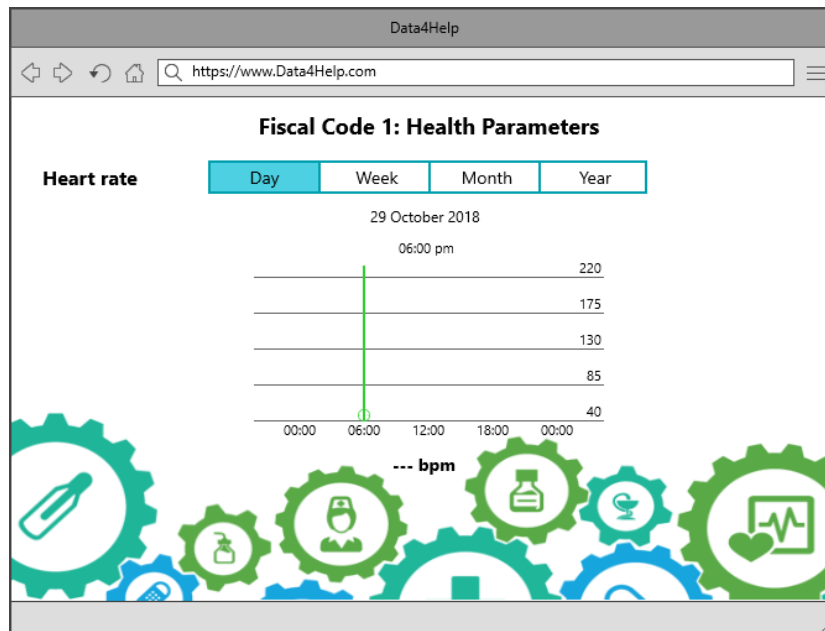 Data4Help
https://www.Data4Help.com
Fiscal Code 1: Health Parameters
Heart rate
Day Week Month Year
29 October 2018
06:00 pm
220
175
130
85
40
00:00 06:00 12:00 18:00 00:00
--- bpm